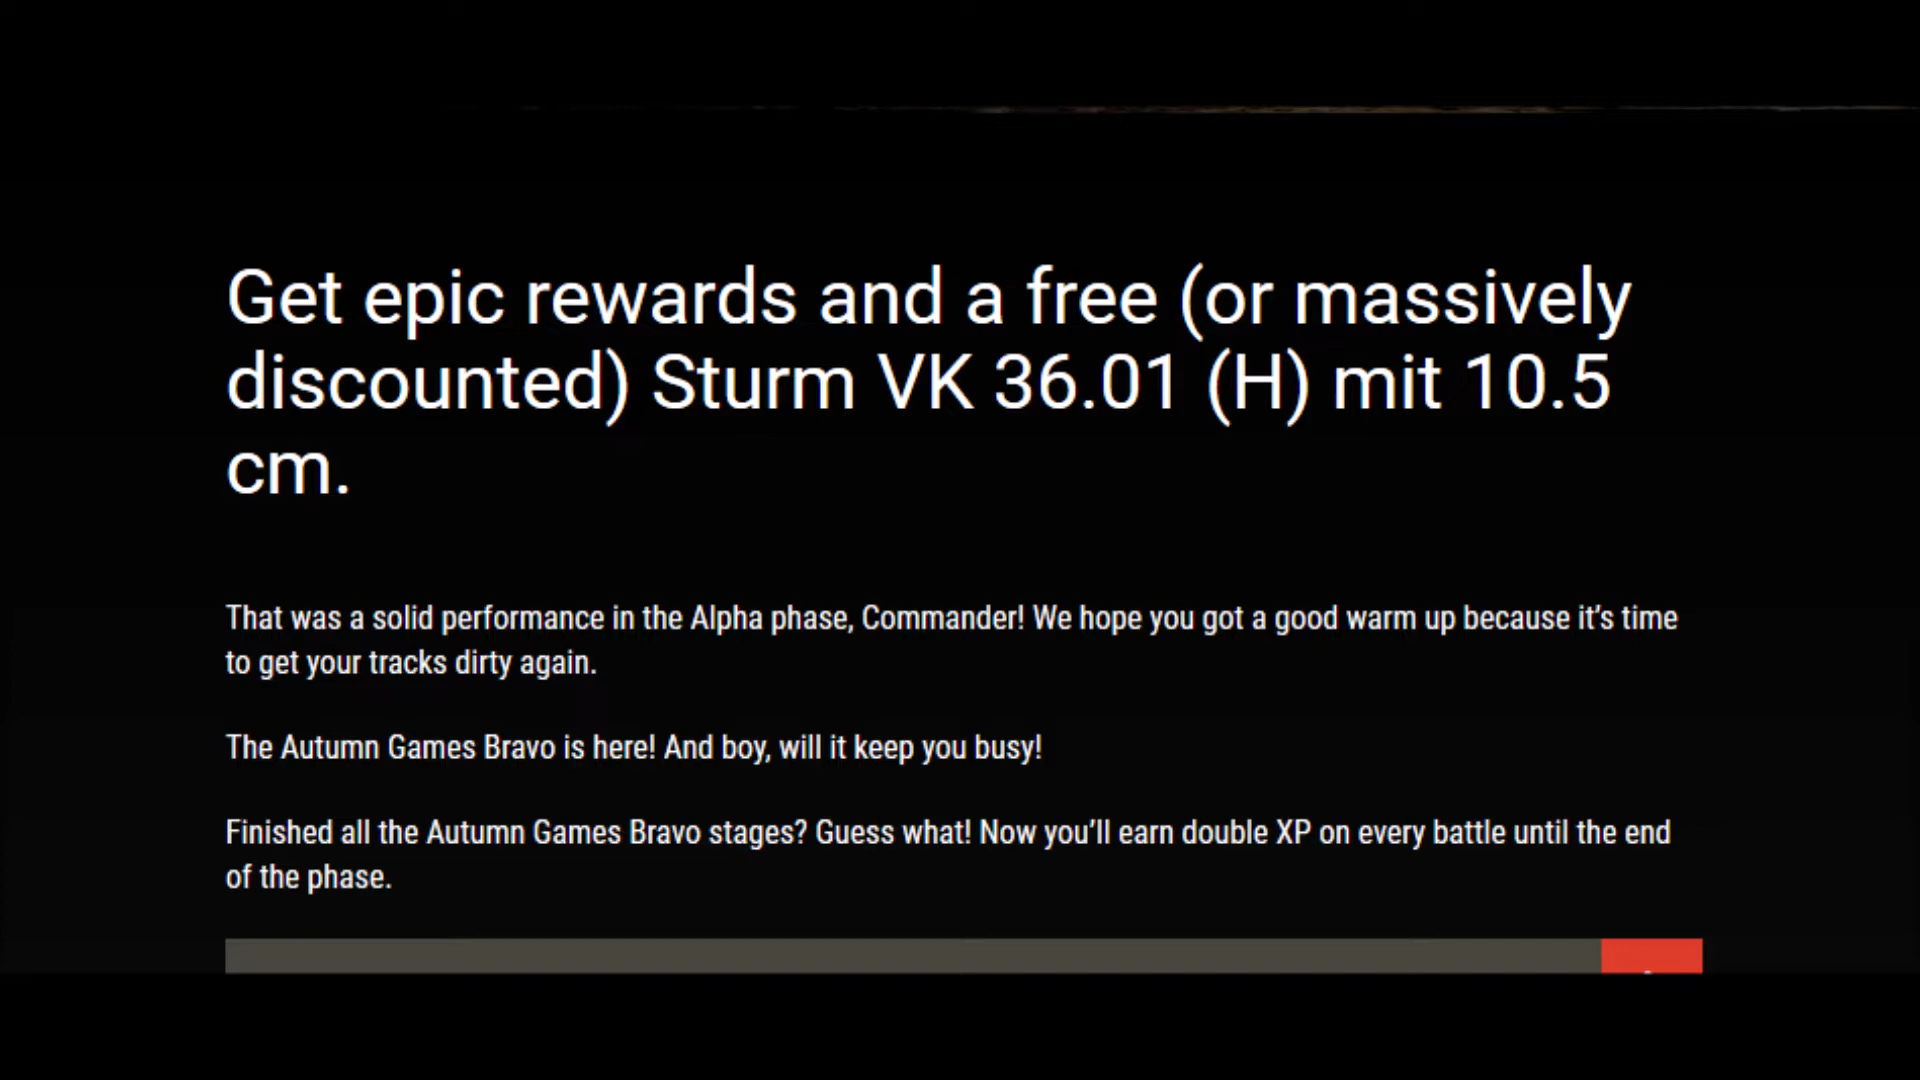 Get epic rewards and a free (or massively
discounted) Sturm VK 36.01 (H) mit 10.5
cm.
That was a solid performance in the Alpha phase, Commander! We hope you got a good warm up because it’s time
to get your tracks dirty again.
The Autumn Games Bravo is here! And boy, will it keep you busy!
Finished all the Autumn Games Bravo stages? Guess what! Now you’ll earn double XP on every battle until the end
of the phase.